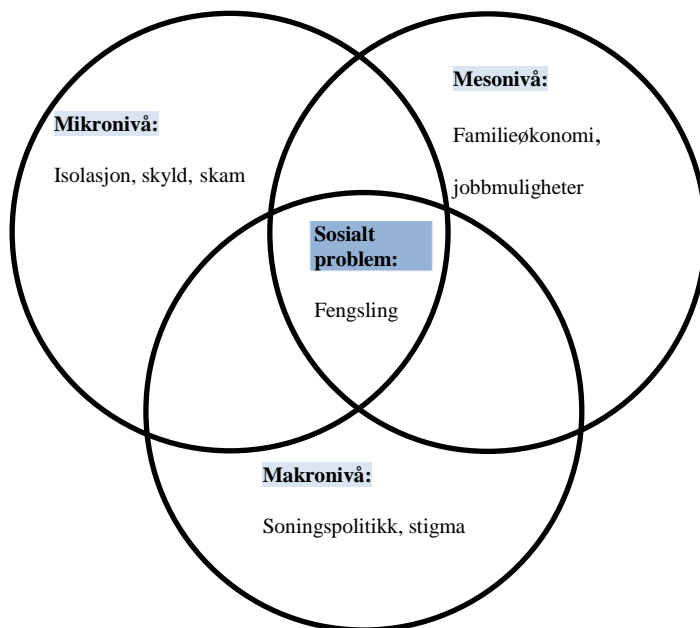 Mikronivå:
Isolasjon, skyld, skam
Mesonivå:
Familieøkonomi,
jobbmuligheter
Sosialt
problem:
Fengsling
Makronivå:
Soningspolitikk, stigma